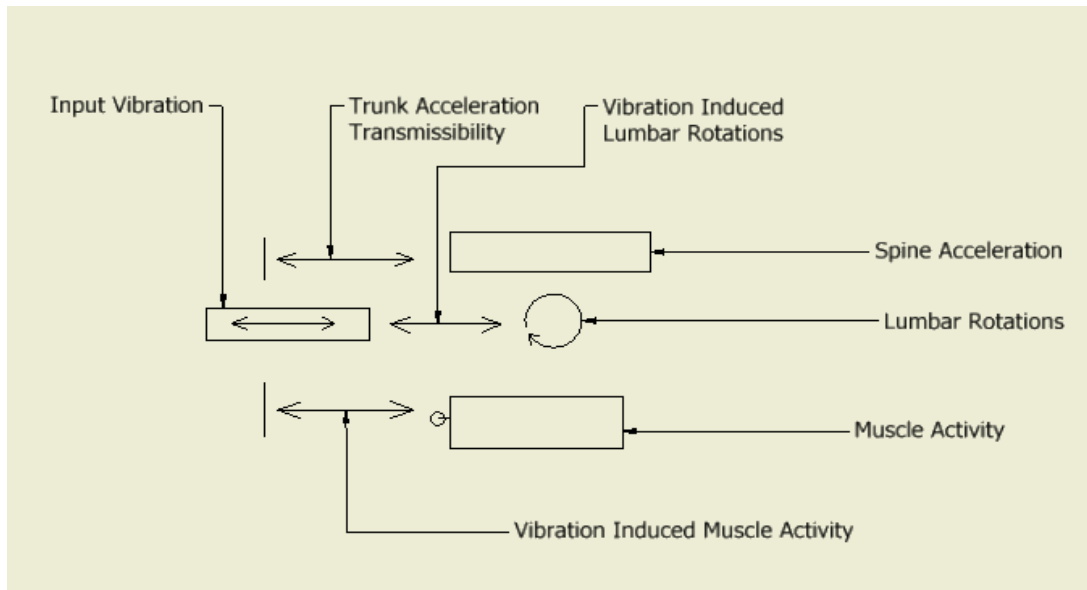 Input Vibration
Trunk Acceleration
Transmissibility
Vibration Induced
Lumbar Rotations
Spine Acceleration
Lumbar Rotations
Muscle Activity
Vibration Induced Muscle Activity